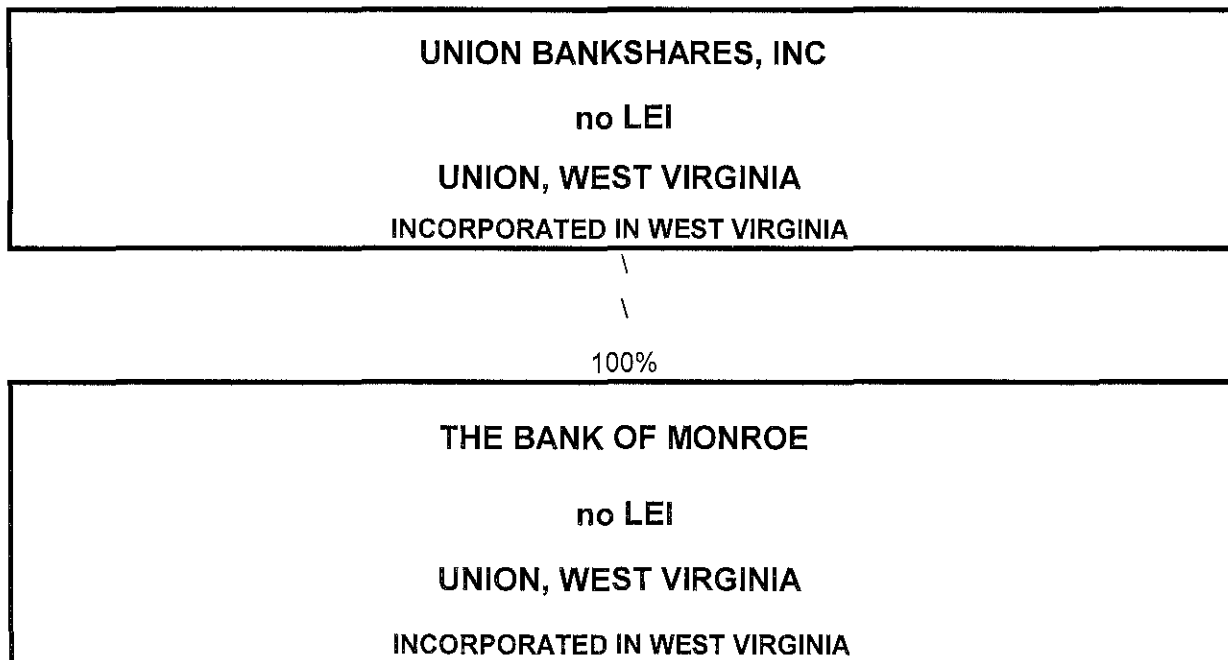 UNION BANKSHARES, INC
no LEI
UNION, WEST VIRGINIA
INCORPORATED IN WEST VIRGINIA
\
\
100%
THE BANK OF MONROE
no LEI
UNION, WEST VIRGINIA
INCORPORATED IN WEST VIRGINIA